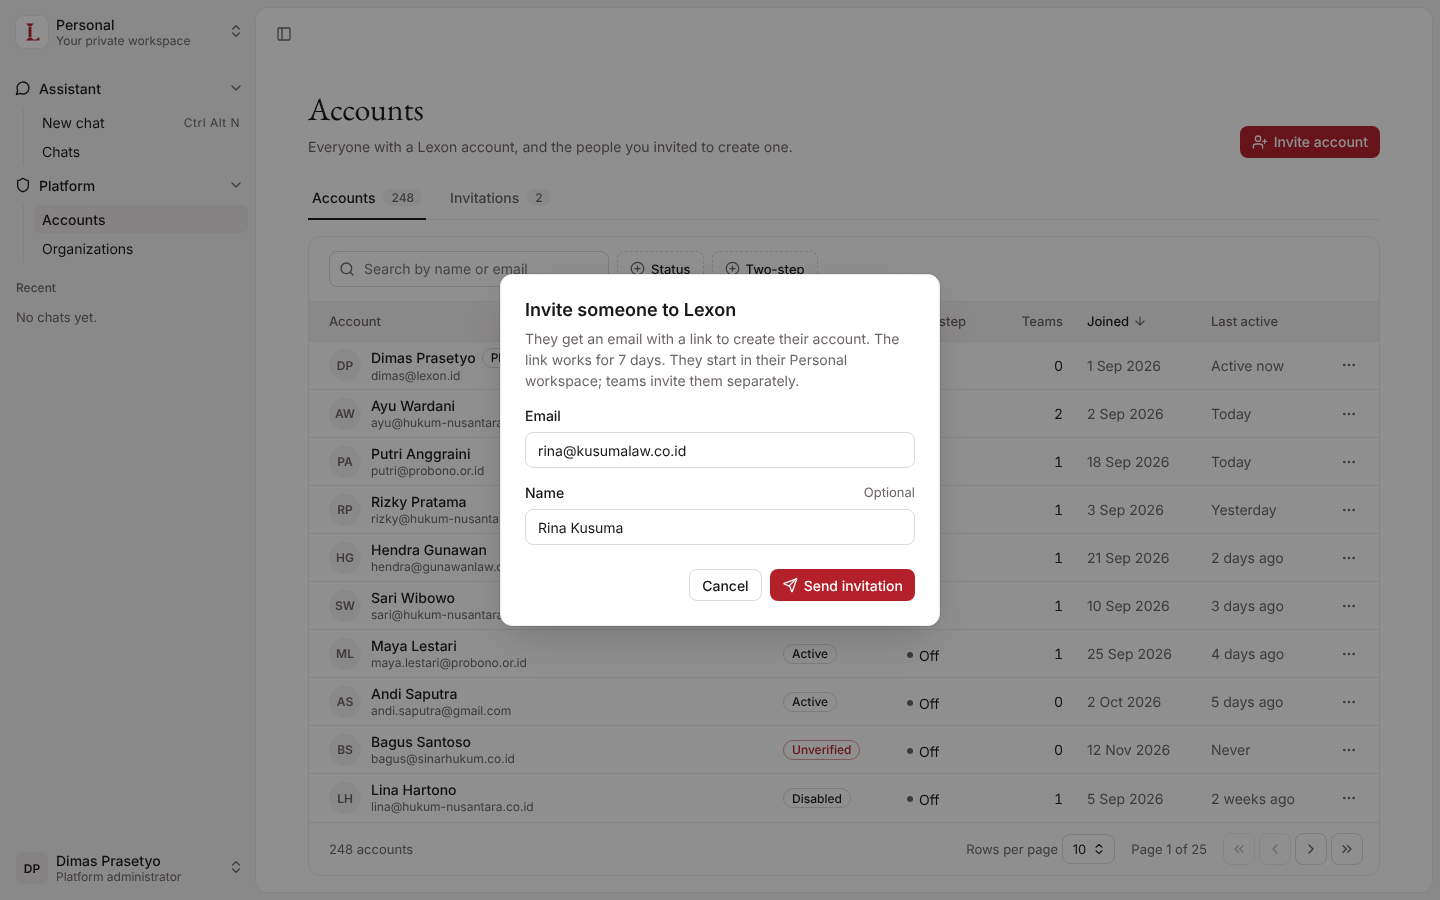 L
Personal
Your private workspace
Assistant
New chat
Ctrl Alt N
Chats
Platform
Accounts
Organizations
Recent
No chats yet.
DP
Dimas Prasetyo
Platform administrator
Accounts
Everyone with a Lexon account, and the people you invited to create one.
Invite account
Accounts 248
Invitations 2
Search by name or email
Status
Two-step
Account
step
Teams
Joined
Last active
DP
Dimas Prasetyo
dimas@lexon.id
0
1 Sep 2026
Active now
AW
Ayu Wardani
ayu@hukum-nusantara
2
2 Sep 2026
Today
PA
Putri Anggraini
putri@probono.or.id
1
18 Sep 2026
Today
RP
Rizky Pratama
rizky@hukum-nusanta
1
3 Sep 2026
Yesterday
HG
Hendra Gunawan
hendra@gunawanlaw.c
1
21 Sep 2026
2 days ago
SW
Sari Wibowo
sari@hukum-nusantara
1
10 Sep 2026
3 days ago
ML
Maya Lestari
maya.lestari@probono.or.id
Active
Off
1
25 Sep 2026
4 days ago
AS
Andi Saputra
andi.saputra@gmail.com
Active
Off
0
2 Oct 2026
5 days ago
BS
Bagus Santoso
bagus@sinarhukum.co.id
Unverified
Off
0
12 Nov 2026
Never
LH
Lina Hartono
lina@hukum-nusantara.co.id
Disabled
Off
1
5 Sep 2026
2 weeks ago
248 accounts
Rows per page 10
Page 1 of 25
Invite someone to Lexon
They get an email with a link to create their account. The
link works for 7 days. They start in their Personal
workspace; teams invite them separately.
Email
rina@kusumalaw.co.id
Name
Optional
Rina Kusuma
Cancel
Send invitation